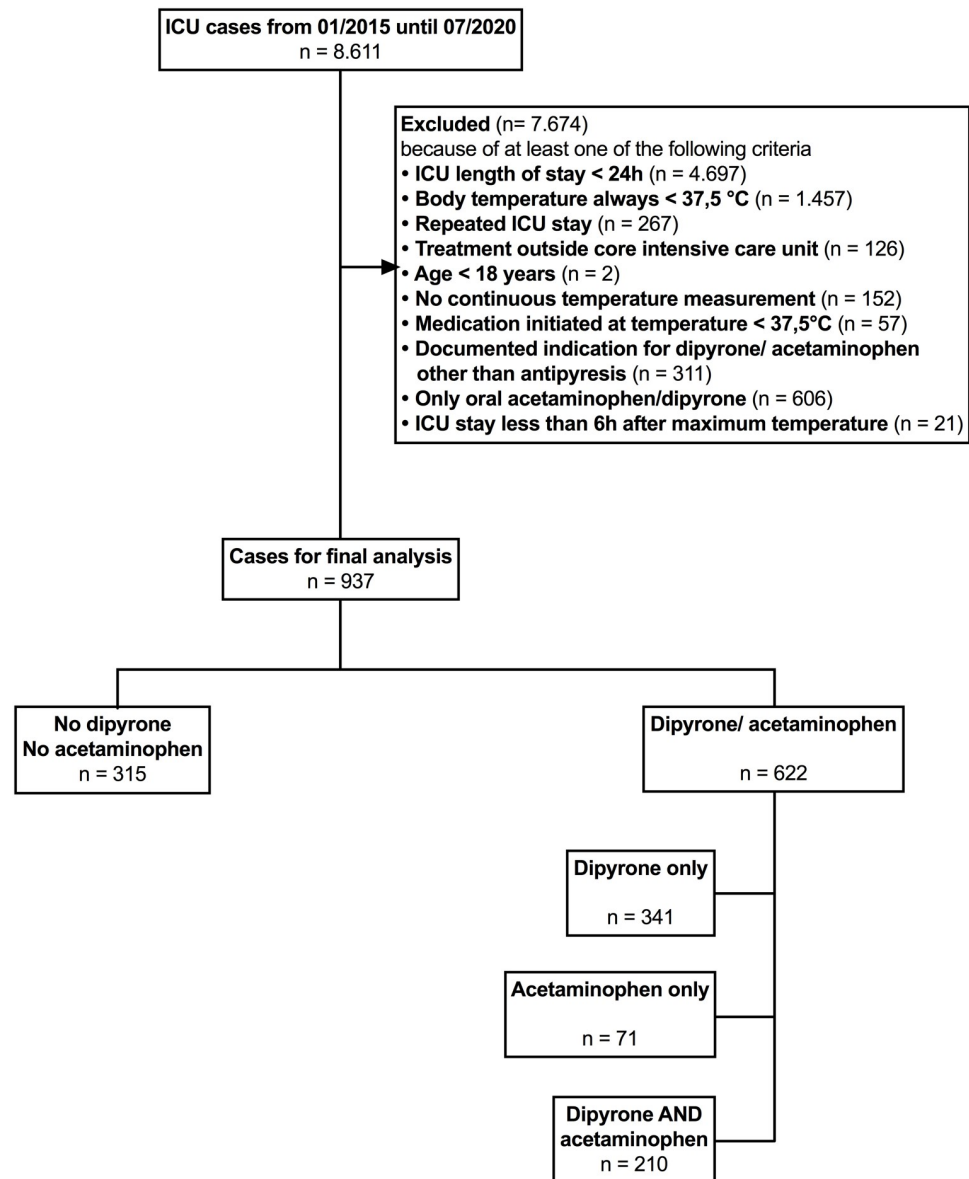 ICU cases from 01/2015 until 07/2020
n = 8.611
Excluded (n= 7.674)
because of at least one of the following criteria
• ICU length of stay < 24h (n = 4.697)
• Body temperature always < 37,5 °C (n = 1.457)
• Repeated ICU stay (n = 267)
• Treatment outside core intensive care unit (n = 126)
• Age < 18 years (n = 2)
• No continuous temperature measurement (n = 152)
• Medication initiated at temperature < 37,5°C (n = 57)
• Documented indication for dipyrone/ acetaminophen
other than antipyresis (n = 311)
• Only oral acetaminophen/dipyrone (n = 606)
• ICU stay less than 6h after maximum temperature (n = 21)
Cases for final analysis
n = 937
No dipyrone
No acetaminophen
n = 315
Dipyrone/ acetaminophen
n = 622
Dipyrone only
n = 341
Acetaminophen only
n = 71
Dipyrone AND
acetaminophen
n = 210